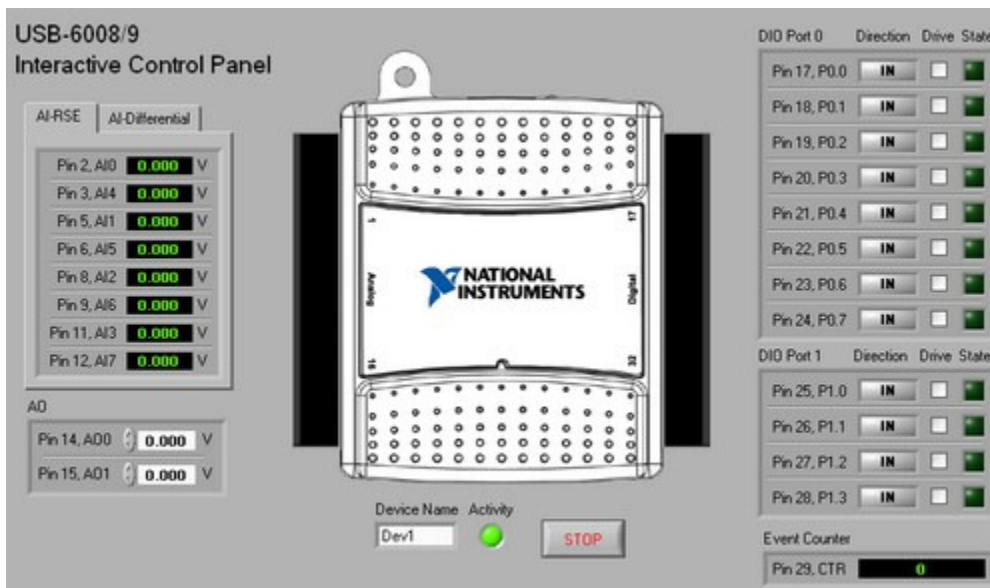 USB-6008/9
Interactive Control Panel
AI-RSE AI-Differential
Pin 2, AI0 0.000 V
Pin 3, AI4 0.000 V
Pin 5, AI1 0.000 V
Pin 6, AI5 0.000 V
Pin 8, AI2 0.000 V
Pin 9, AI6 0.000 V
Pin 11, AI3 0.000 V
Pin 12, AI7 0.000 V
AO
Pin 14, AO0 0.000 V
Pin 15, AO1 0.000 V
1 17
Analog
NATIONAL
INSTRUMENTS
Digital
16 32
Device Name Activity
Dev1 STOP
DIO Port 0 Direction Drive State
Pin 17, P0.0 IN
Pin 18, P0.1 IN
Pin 19, P0.2 IN
Pin 20, P0.3 IN
Pin 21, P0.4 IN
Pin 22, P0.5 IN
Pin 23, P0.6 IN
Pin 24, P0.7 IN
DIO Port 1 Direction Drive State
Pin 25, P1.0 IN
Pin 26, P1.1 IN
Pin 27, P1.2 IN
Pin 28, P1.3 IN
Event Counter
Pin 29, CTR 0